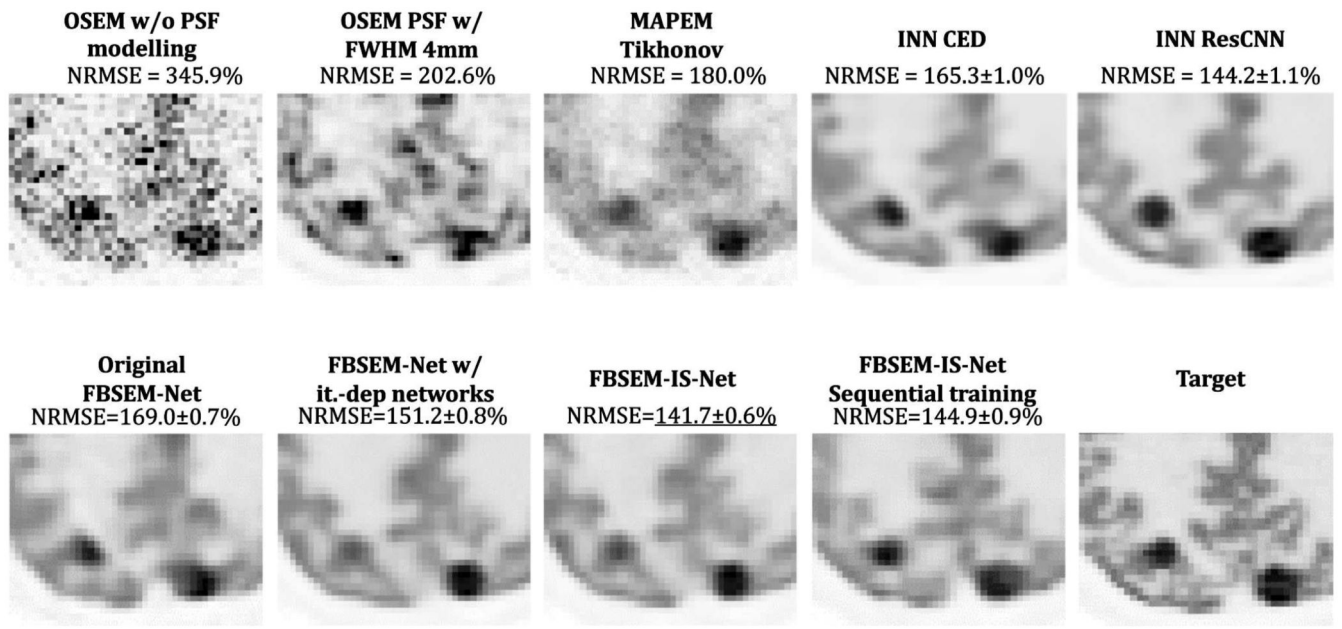 OSEM w/o PSF
modelling
NRMSE = 345.9%
OSEM PSF w/
FWHM 4mm
NRMSE = 202.6%
MAPEM
Tikhonov
NRMSE = 180.0%
INN CED
NRMSE = 165.3±1.0%
INN ResCNN
NRMSE = 144.2±1.1%
Original
FBSEM-Net
NRMSE=169.0±0.7%
FBSEM-Net w/
it.-dep networks
NRMSE=151.2±0.8%
FBSEM-IS-Net
NRMSE=141.7±0.6%
FBSEM-IS-Net
Sequential training
NRMSE=144.9±0.9%
Target